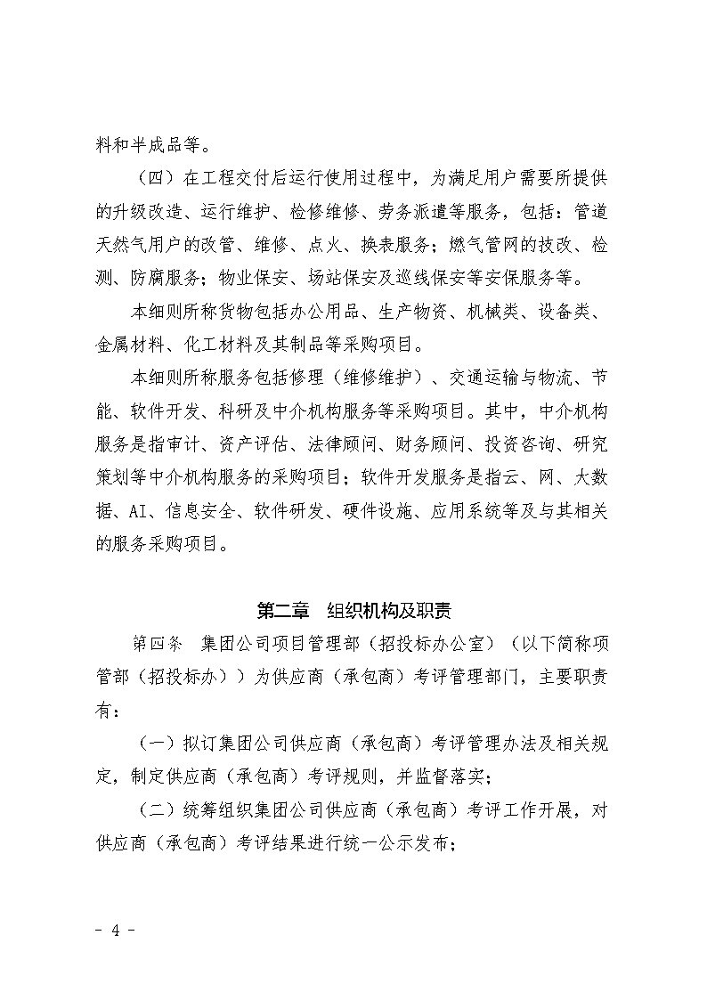 料和半成品等。
（四）在工程交付后运行使用过程中，为满足用户需要所提供
的升级改造、运行维护、检修维修、劳务派遣等服务，包括：管道
天然气用户的改管、维修、点火、换表服务；燃气管网的技改、检
测、防腐服务；物业保安、场站保安及巡线保安等安保服务等。
本细则所称货物包括办公用品、生产物资、机械类、设备类、
金属材料、化工材料及其制品等采购项目。
本细则所称服务包括修理（维修维护）、交通运输与物流、节
能、软件开发、科研及中介机构服务等采购项目。其中，中介机构
服务是指审计、资产评估、法律顾问、财务顾问、投资咨询、研究
策划等中介机构服务的采购项目；软件开发服务是指云、网、大数
据、AI、信息安全、软件研发、硬件设施、应用系统等及与其相关
的服务采购项目。
第二章　组织机构及职责
第四条　集团公司项目管理部（招投标办公室）（以下简称项
管部（招投标办））为供应商（承包商）考评管理部门，主要职责
有：
（一）拟订集团公司供应商（承包商）考评管理办法及相关规
定，制定供应商（承包商）考评规则，并监督落实；
（二）统筹组织集团公司供应商（承包商）考评工作开展，对
供应商（承包商）考评结果进行统一公示发布；
- 4 -